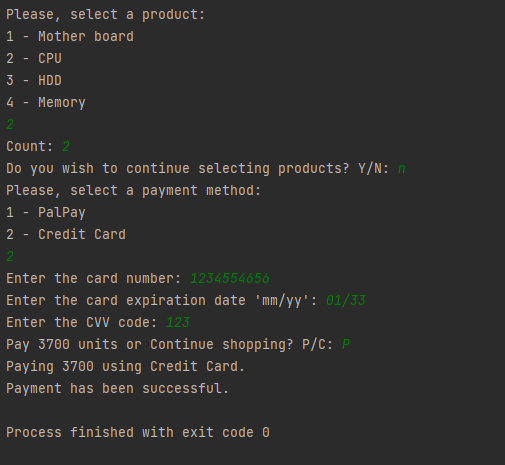 Please, select a product:
1 - Mother board
2 - CPU
3 - HDD
4 - Memory
2
Count: 2
Do you wish to continue selecting products? Y/N: n
Please, select a payment method:
1 - PalPay
2 - Credit Card
2
Enter the card number: 1234554656
Enter the card expiration date 'mm/yy': 01/33
Enter the CVV code: 123
Pay 3700 units or Continue shopping? P/C: P
Paying 3700 using Credit Card.
Payment has been successful.
Process finished with exit code 0